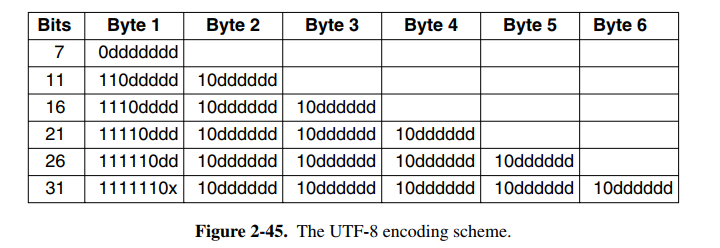 Bits Byte 1 Byte 2 Byte 3 Byte 4 Byte 5 Byte 6
7 0ddddddd
11 110ddddd 10dddddd
16 1110dddd 10dddddd 10dddddd
21 11110ddd 10dddddd 10dddddd 10dddddd
26 111110dd 10dddddd 10dddddd 10dddddd 10dddddd
31 1111110x 10dddddd 10dddddd 10dddddd 10dddddd 10dddddd
Figure 2-45. The UTF-8 encoding scheme.